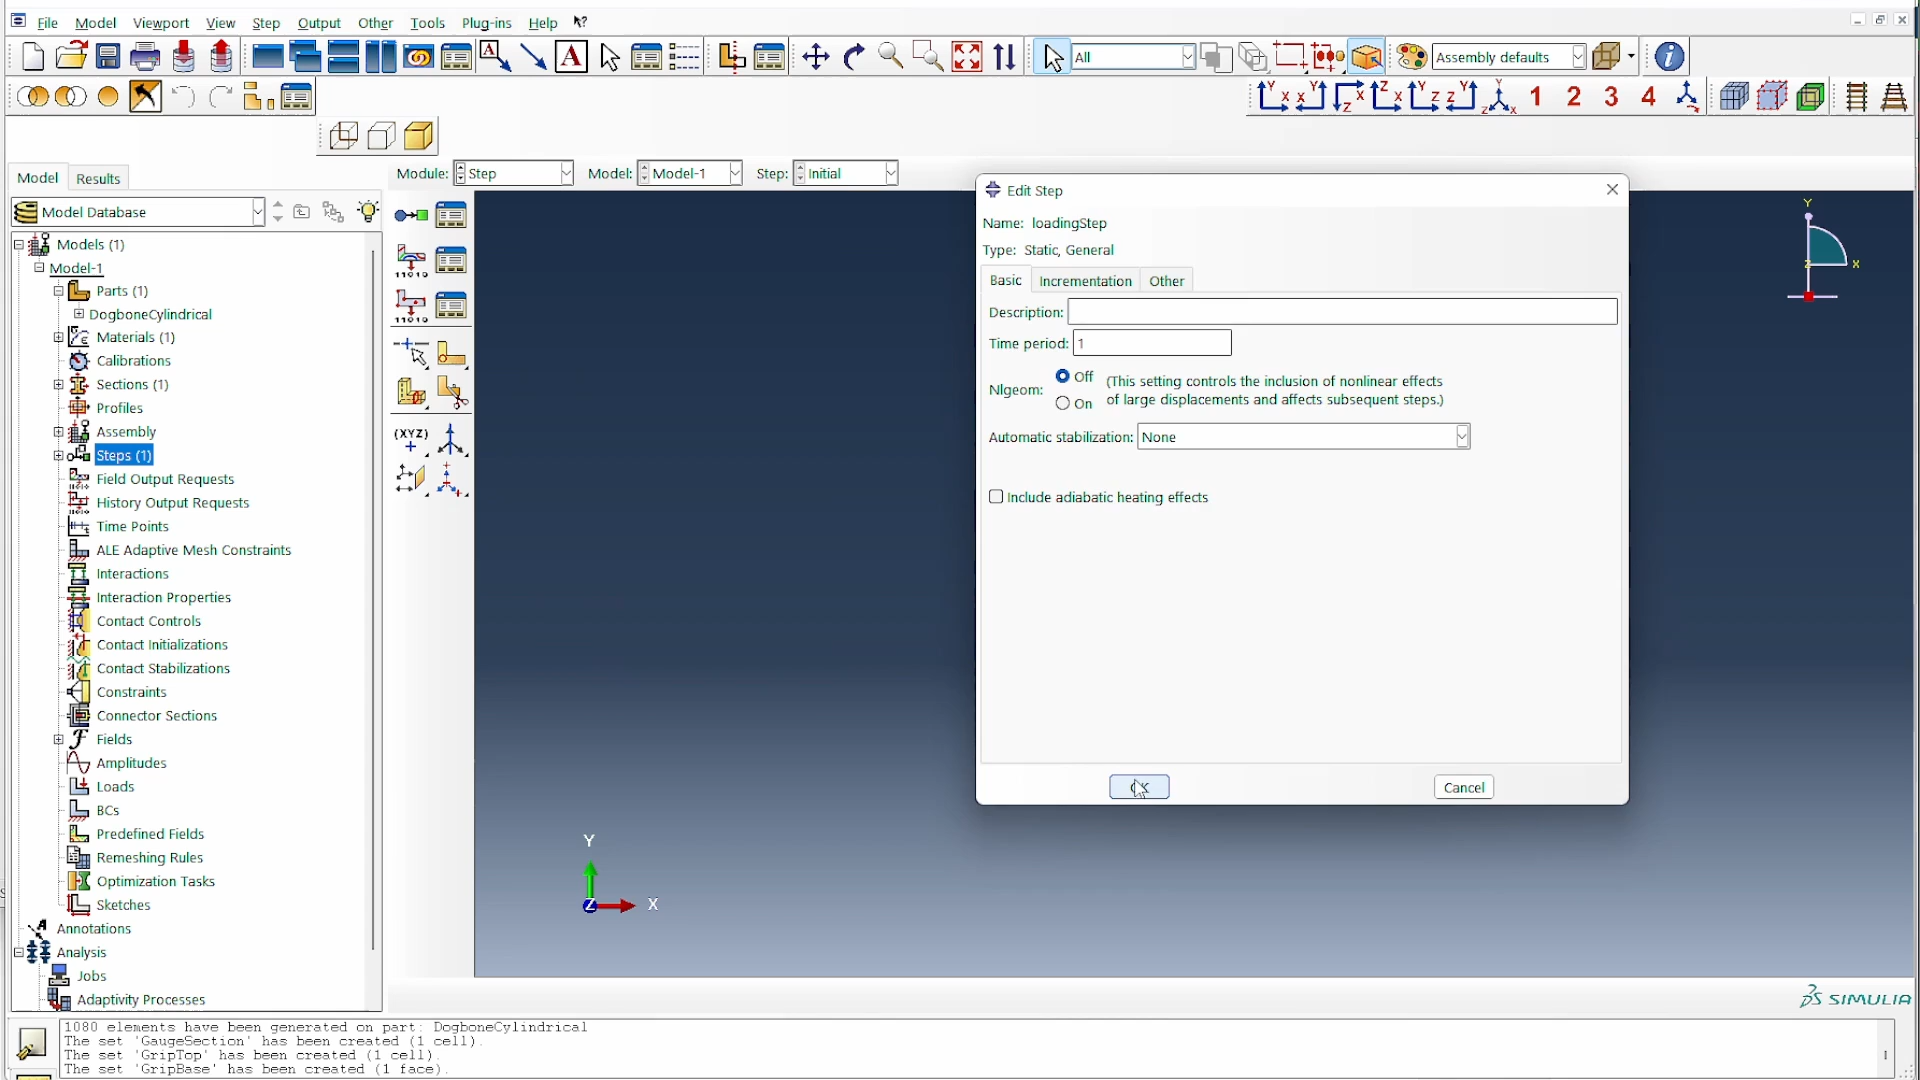 File Model Viewport View Step Output Other Tools Plug-ins Help
All
Assembly defaults
1 2 3 4
Model Results
Module: Step Model: Model-1 Step: Initial
Model Database
Models (1)
Model-1
Parts (1)
DogboneCylindrical
Materials (1)
Calibrations
Sections (1)
Profiles
Assembly
Steps (1)
Field Output Requests
History Output Requests
Time Points
ALE Adaptive Mesh Constraints
Interactions
Interaction Properties
Contact Controls
Contact Initializations
Contact Stabilizations
Constraints
Connector Sections
Fields
Amplitudes
Loads
BCs
Predefined Fields
Remeshing Rules
Optimization Tasks
Sketches
Annotations
Analysis
Jobs
Adaptivity Processes
(XYZ)
Edit Step
Name: loadingStep
Type: Static, General
Basic Incrementation Other
Description:
Time period: 1
Nlgeom: Off On (This setting controls the inclusion of nonlinear effects
of large displacements and affects subsequent steps.)
Automatic stabilization: None
Include adiabatic heating effects
Cancel
Y
X
Z
Y
X
Z
SIMULIA
1080 elements have been generated on part: DogboneCylindrical
The set 'GaugeSection' has been created (1 cell).
The set 'GripTop' has been created (1 cell).
The set 'GripBase' has been created (1 face).